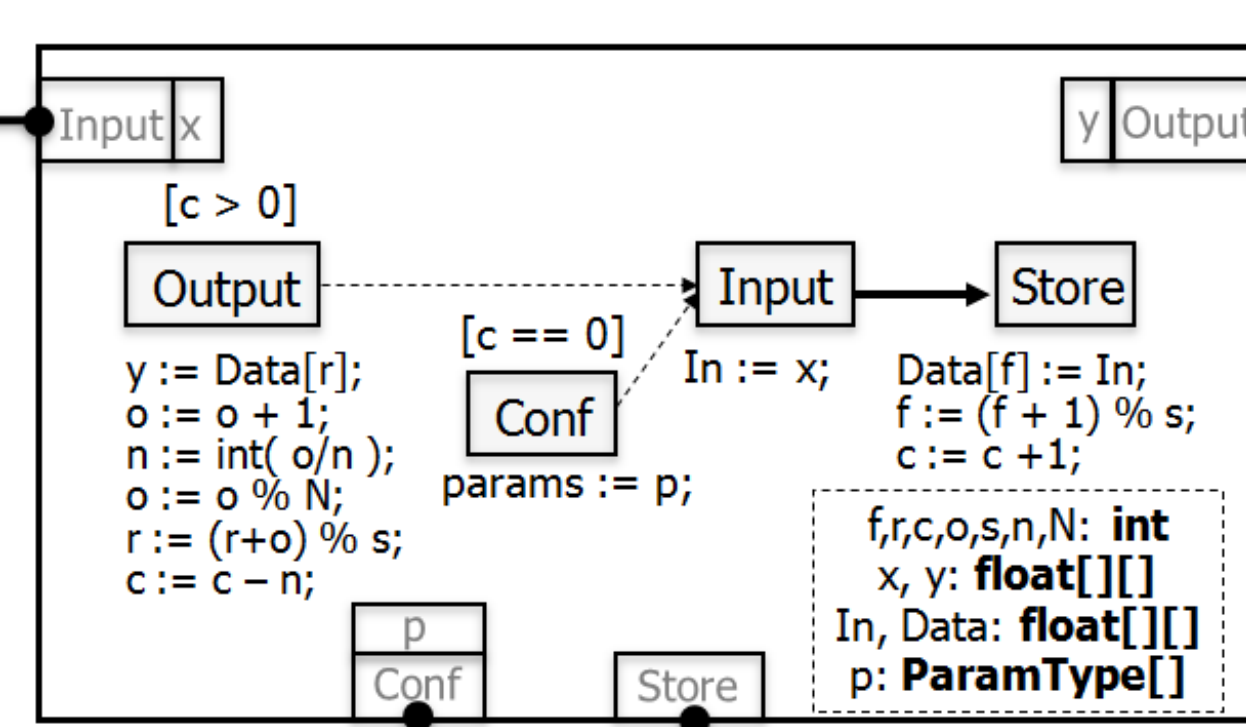 Input x
y Output
[c > 0]
Output
Input
Store
[c == 0]
Conf
y := Data[r];
o := o + 1;
n := int( o/n );
o := o % N;
r := (r+o) % s;
c := c – n;
params := p;
In := x;
Data[f] := In;
f := (f + 1) % s;
c := c +1;
f,r,c,o,s,n,N: int
x, y: float[][]
In, Data: float[][]
p: ParamType[]
p
Conf
Store